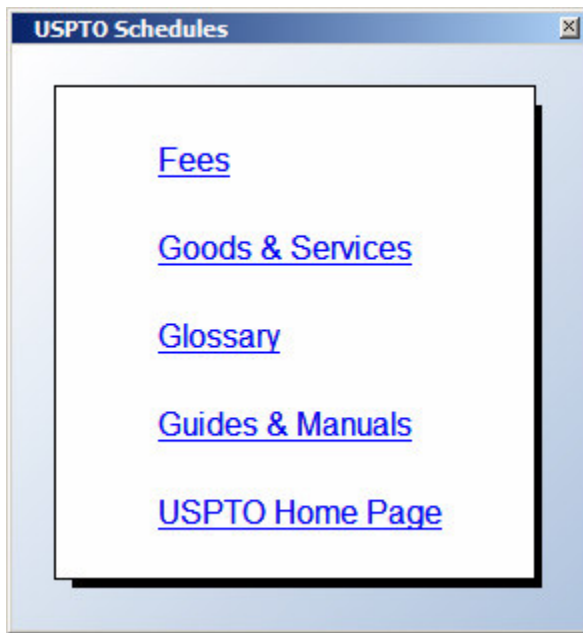 USPTO Schedules
Fees
Goods & Services
Glossary
Guides & Manuals
USPTO Home Page